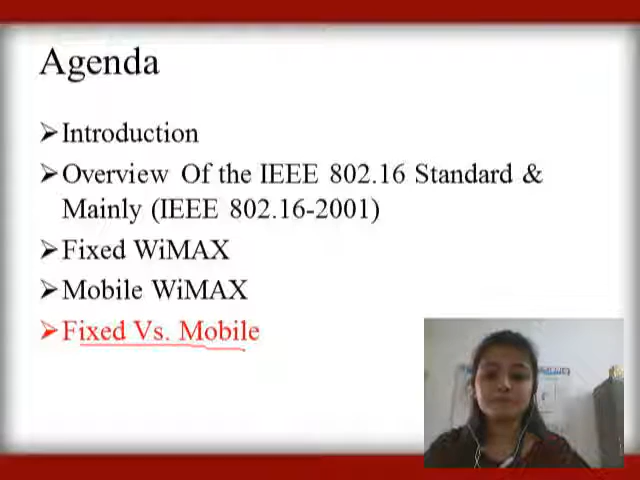 Agenda
➢Introduction
➢Overview Of the IEEE 802.16 Standard &
Mainly (IEEE 802.16-2001)
➢Fixed WiMAX
➢Mobile WiMAX
➢Fixed Vs. Mobile